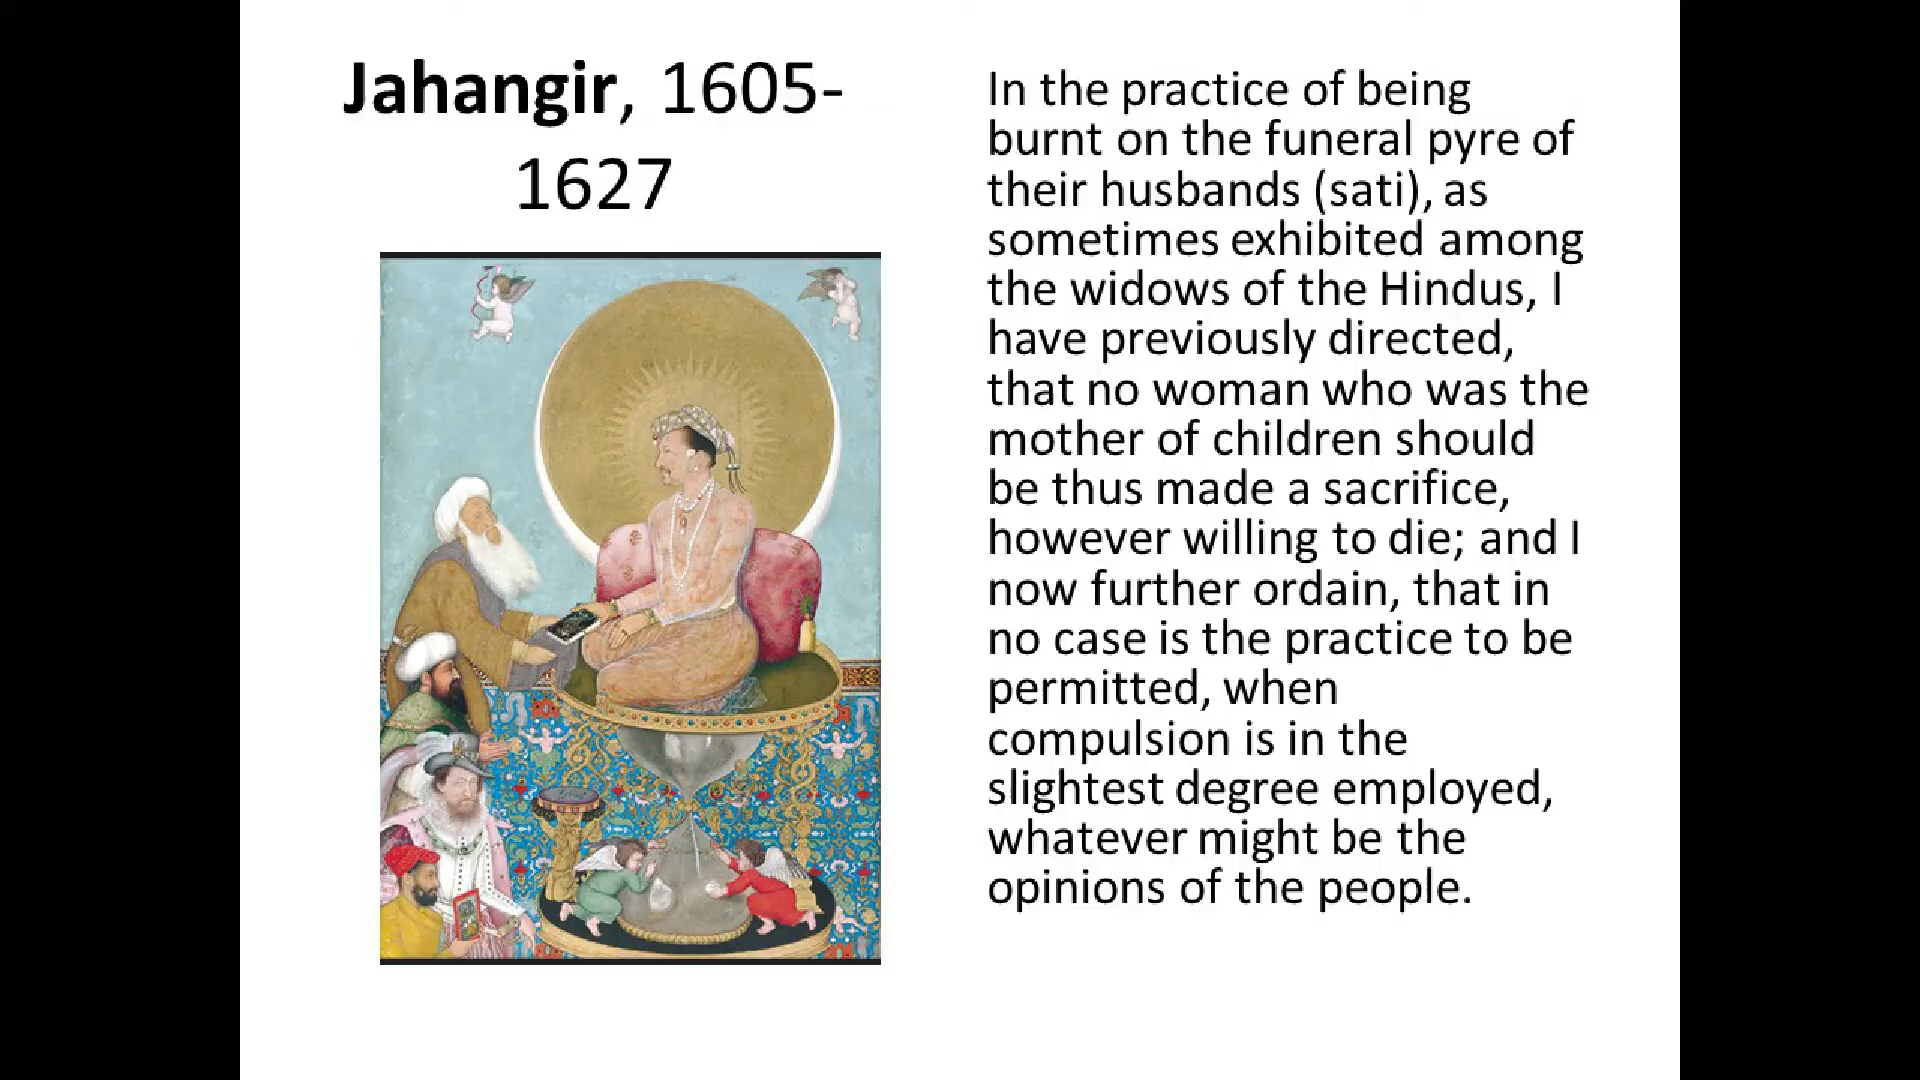 Jahangir, 1605-
1627
In the practice of being
burnt on the funeral pyre of
their husbands (sati), as
sometimes exhibited among
the widows of the Hindus, I
have previously directed,
that no woman who was the
mother of children should
be thus made a sacrifice,
however willing to die; and I
now further ordain, that in
no case is the practice to be
permitted, when
compulsion is in the
slightest degree employed,
whatever might be the
opinions of the people.